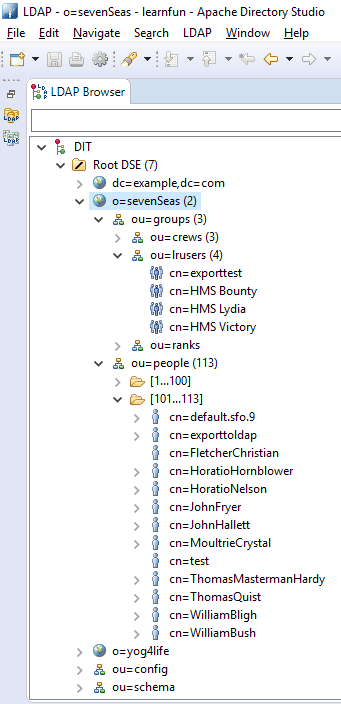 LDAP - o=sevenSeas - learnfun - Apache Directory Studio
File Edit Navigate Search LDAP Window Help
LDAP Browser
DIT
Root DSE (7)
dc=example,dc=com
o=sevenSeas (2)
ou=groups (3)
ou=crews (3)
ou=lrusers (4)
cn=exporttest
cn=HMS Bounty
cn=HMS Lydia
cn=HMS Victory
ou=ranks
ou=people (113)
[1...100]
[101...113]
cn=default.sfo.9
cn=exporttoldap
cn=FletcherChristian
cn=HoratioHornblower
cn=HoratioNelson
cn=JohnFryer
cn=JohnHallett
cn=MoultrieCrystal
cn=test
cn=ThomasMastermanHardy
cn=ThomasQuist
cn=WilliamBligh
cn=WilliamBush
o=yog4life
ou=config
ou=schema